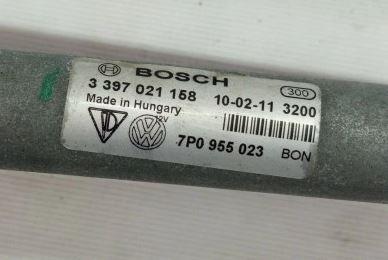 BOSCH 300
3 397 021 158 10-02-11 3200
Made in Hungary
12V
7P0 955 023 BON